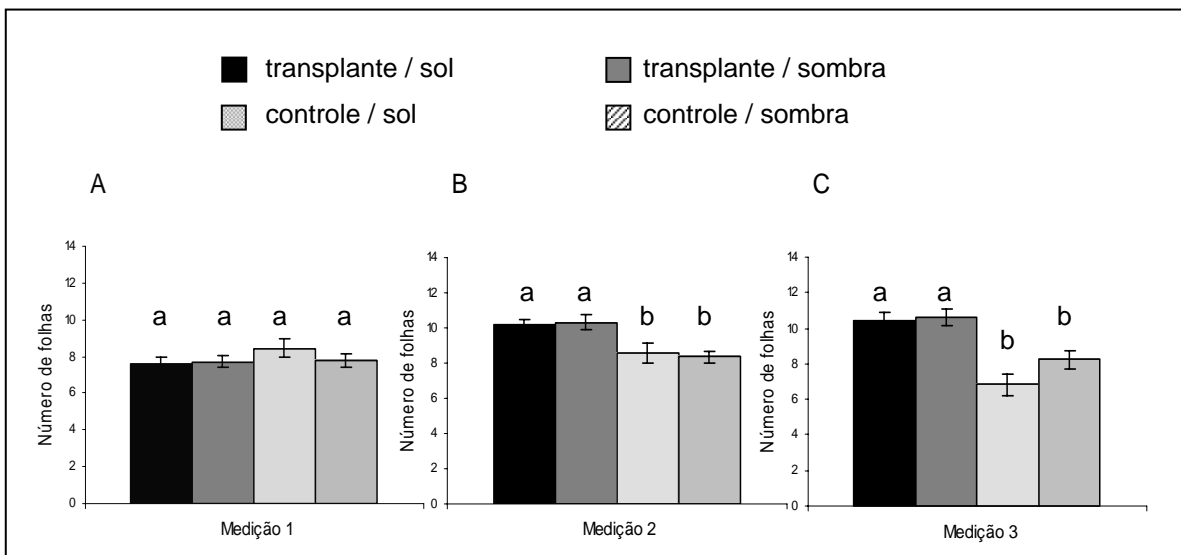 transplante / sol
transplante / sombra
controle / sol
controle / sombra
A
B
C
Número de folhas
14
12
10
8
6
4
2
0
a a a a
Medição 1
Número de folhas
14
12
10
8
6
4
2
0
a a b b
Medição 2
Número de folhas
14
12
10
8
6
4
2
0
a a b b
Medição 3